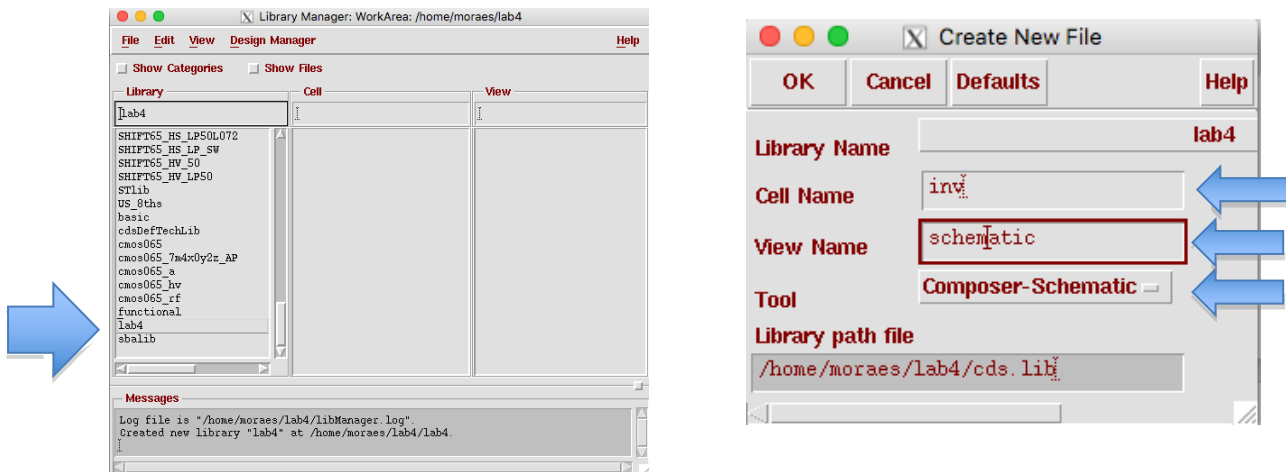 Library Manager: WorkArea: /home/moraes/lab4
File Edit View Design Manager Help
Show Categories Show Files
Library Cell View
lab4
SHIFT65_HS_LP50L072
SHIFT65_HS_LP_SW
SHIFT65_HV_50
SHIFT65_HV_LP50
STlib
US_8ths
basic
cdsDefTechLib
cmos065
cmos065_7m4x0y2z_AP
cmos065_a
cmos065_hv
cmos065_rf
functional
lab4
sbalib
Messages
Log file is "/home/moraes/lab4/libManager.log".
Created new library "lab4" at /home/moraes/lab4/lab4.
Create New File
OK Cancel Defaults Help
Library Name lab4
Cell Name inv
View Name schematic
Tool Composer-Schematic
Library path file
/home/moraes/lab4/cds.lib